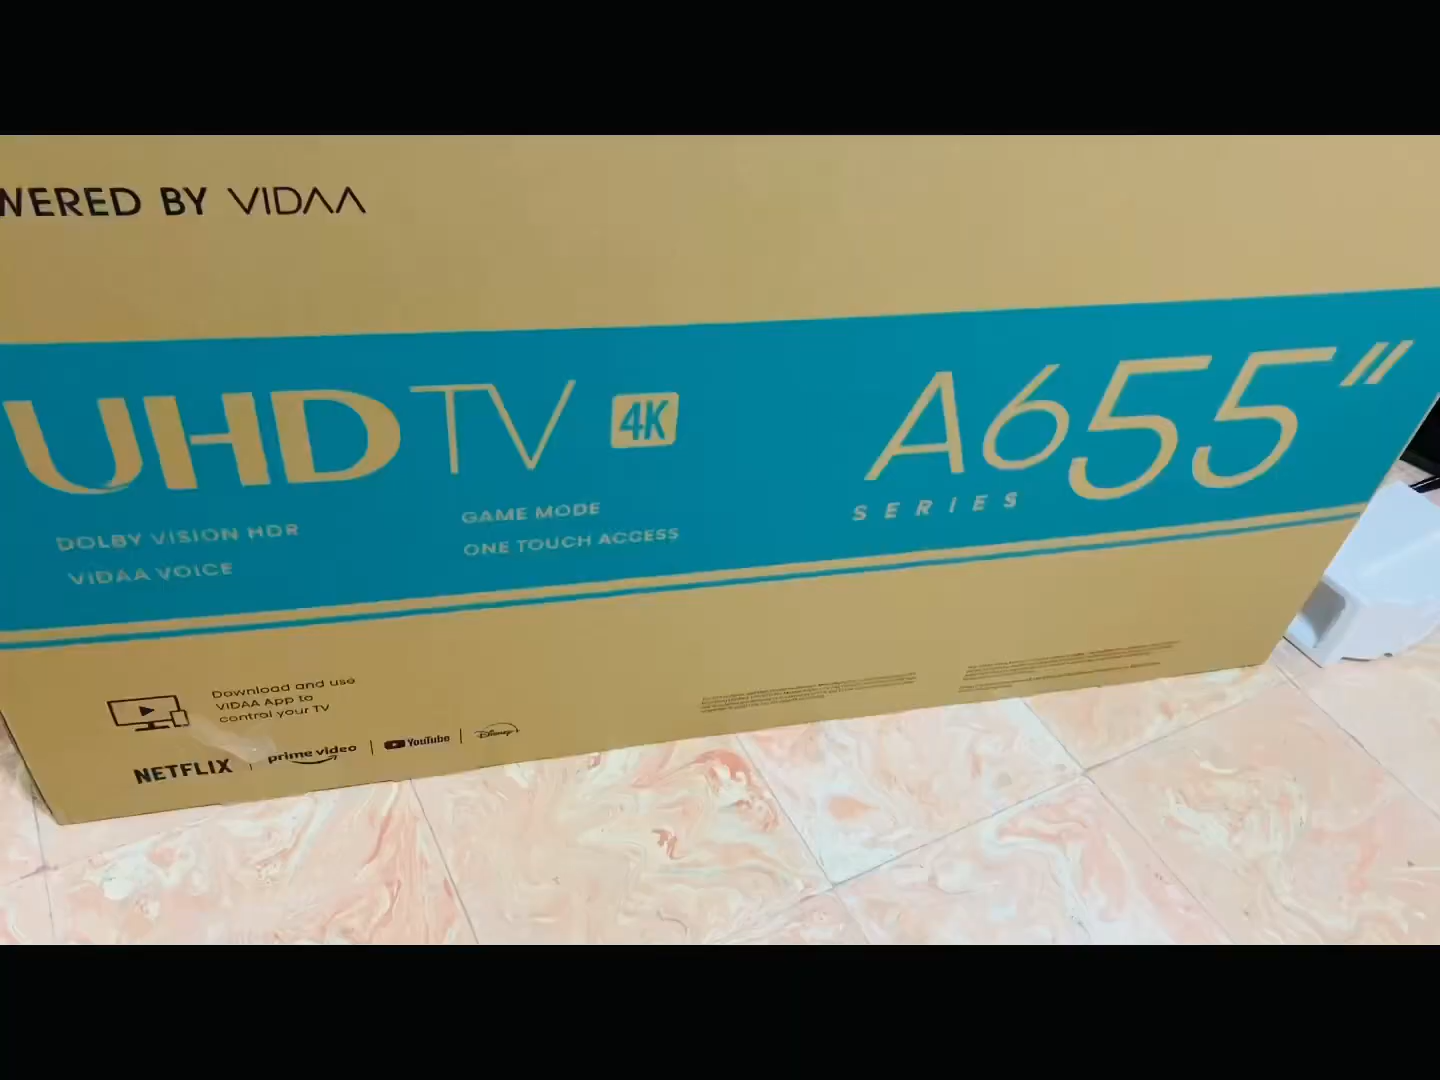 WERED BY VIDAA
UHD TV 4K
A6 55"
SERIES
DOLBY VISION HDR
GAME MODE
VIDAA VOICE
ONE TOUCH ACCESS
Download and use
VIDAA App to
control your TV
NETFLIX | prime video | YouTube | Disney+